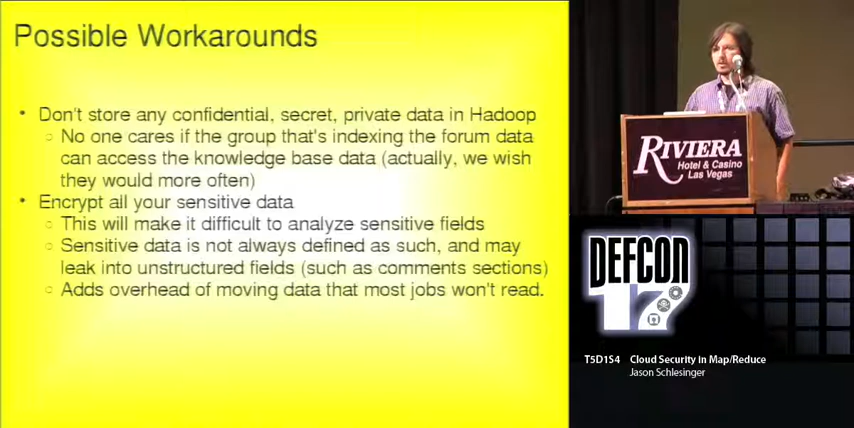 Possible Workarounds
• Don't store any confidential, secret, private data in Hadoop
○ No one cares if the group that's indexing the forum data
can access the knowledge base data (actually, we wish
they would more often)
• Encrypt all your sensitive data
○ This will make it difficult to analyze sensitive fields
○ Sensitive data is not always defined as such, and may
leak into unstructured fields (such as comments sections)
○ Adds overhead of moving data that most jobs won't read.
RIVIERA
Hotel & Casino
Las Vegas
DEFCON
17
T5D1S4 Cloud Security in Map/Reduce
Jason Schlesinger